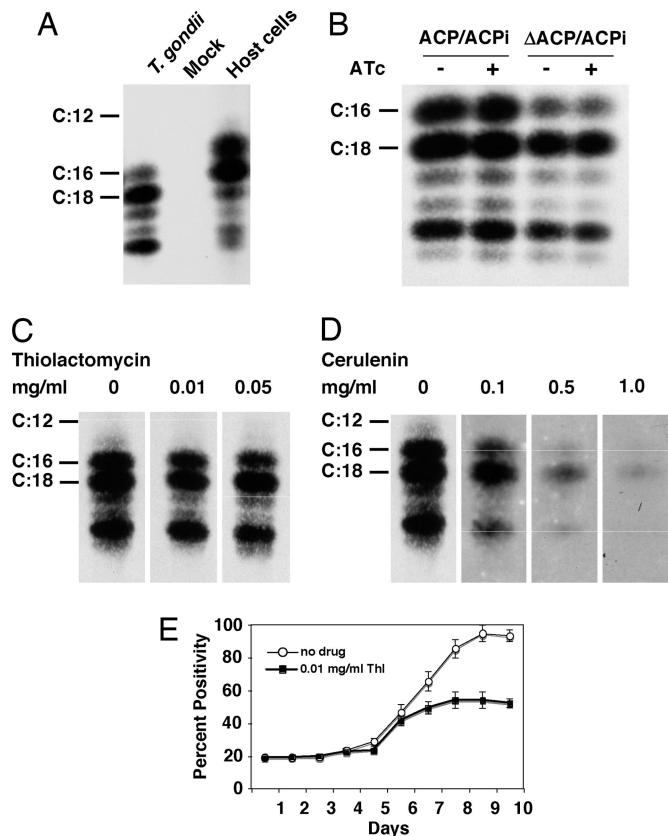 A
T. gondii
Mock
Host cells
C:12
C:16
C:18
B
ACP/ACPi
ΔACP/ACPi
ATc
-
+
-
+
C:16
C:18
C
Thiolactomycin
mg/ml
0
0.01
0.05
C:12
C:16
C:18
D
Cerulenin
mg/ml
0
0.1
0.5
1.0
C:12
C:16
C:18
E
Percent Positivity
100
80
60
40
20
0
no drug
0.01 mg/ml Thl
1 2 3 4 5 6 7 8 9 10
Days